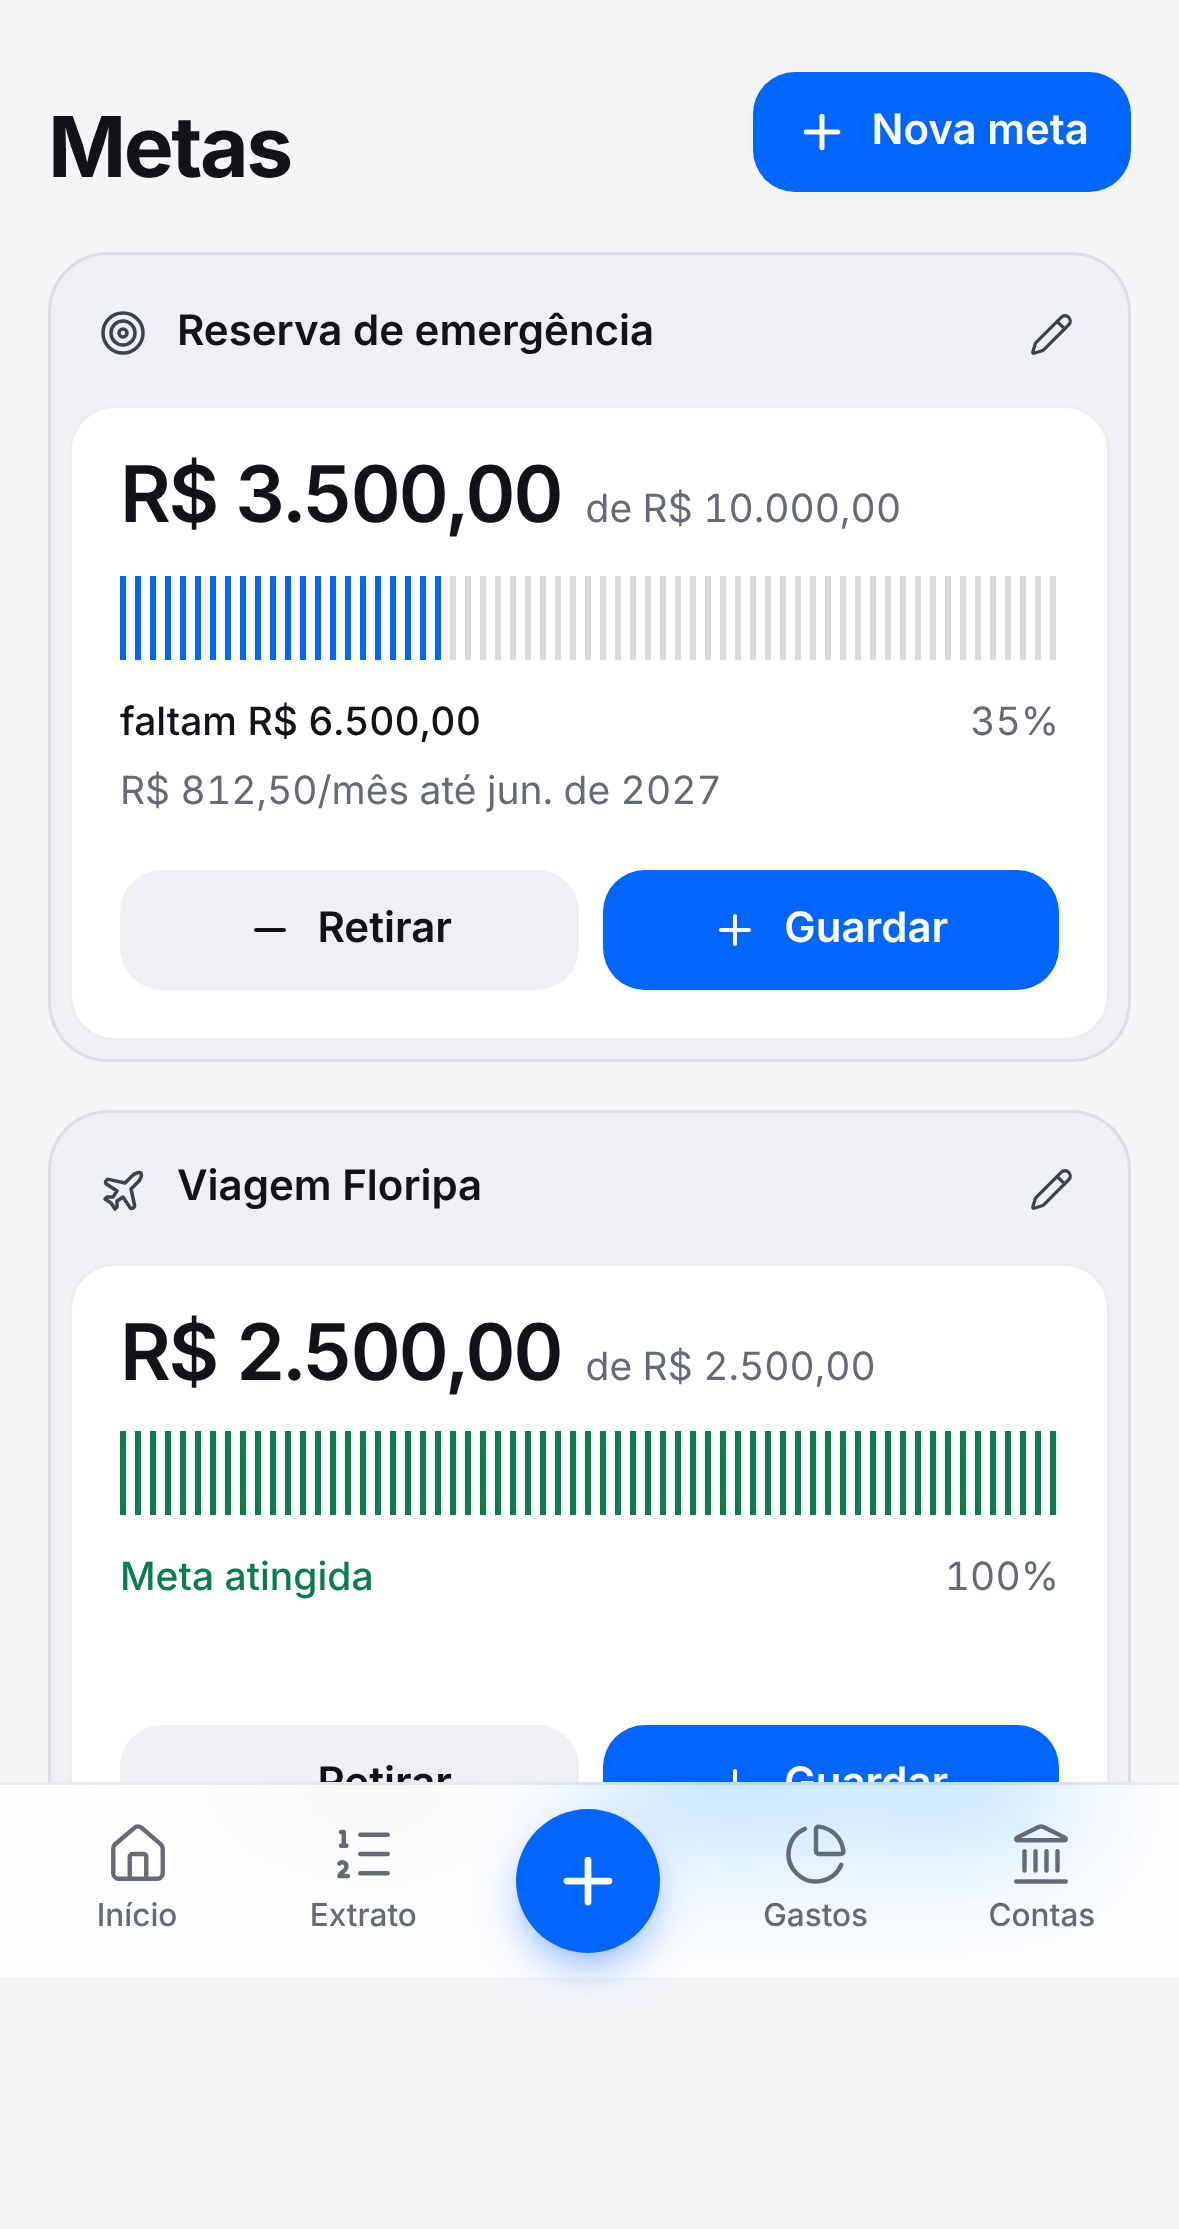 Metas
Nova meta
Reserva de emergência
R$ 3.500,00 de R$ 10.000,00
faltam R$ 6.500,00 35%
R$ 812,50/mês até jun. de 2027
Retirar Guardar
Viagem Floripa
R$ 2.500,00 de R$ 2.500,00
Meta atingida 100%
Retirar Guardar
Início Extrato Gastos Contas